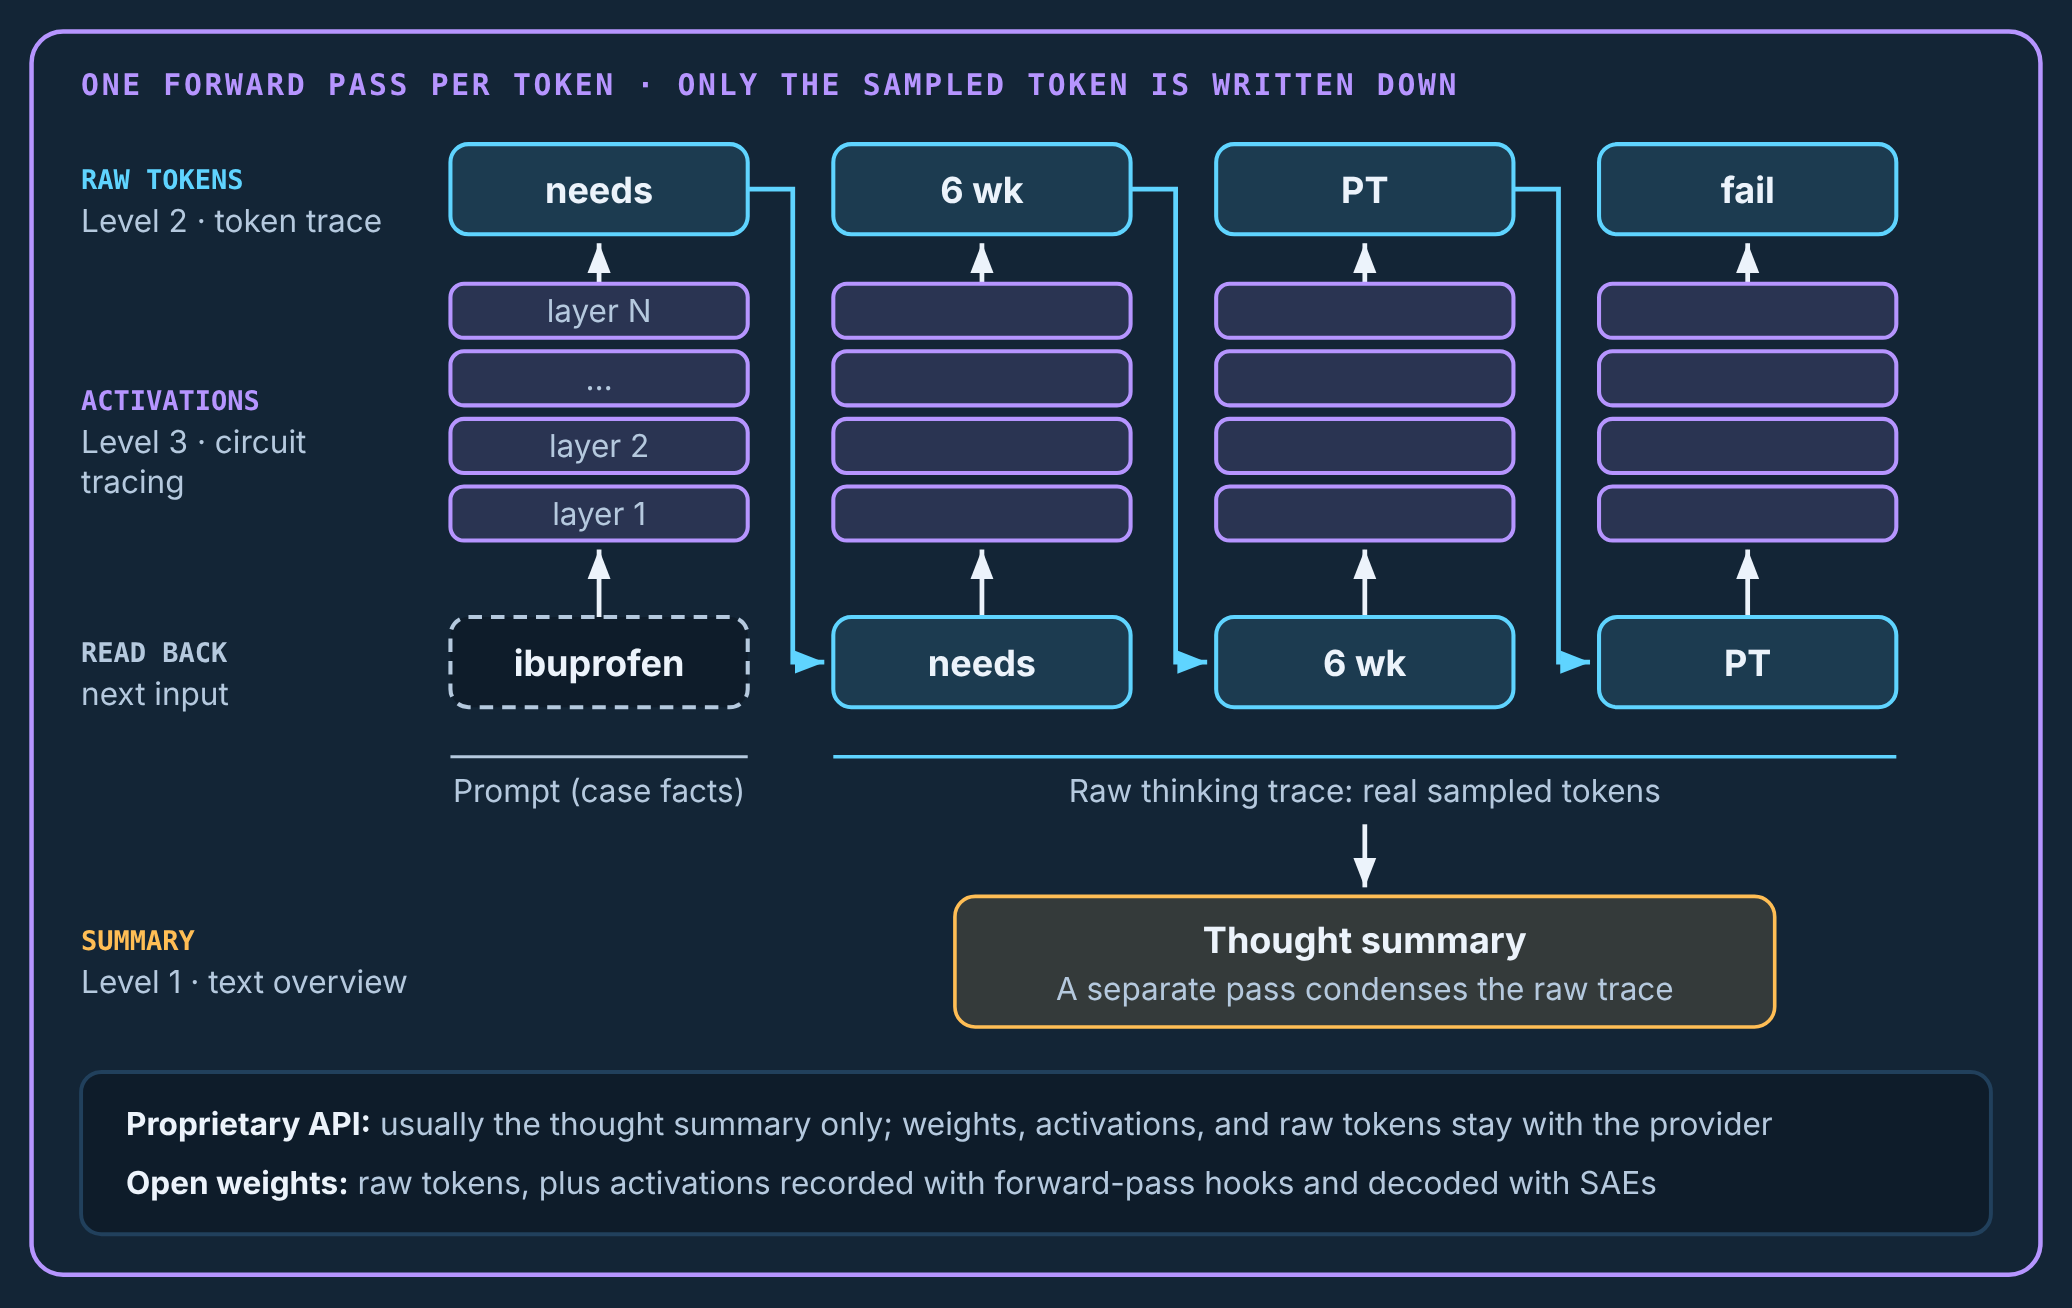 ONE FORWARD PASS PER TOKEN · ONLY THE SAMPLED TOKEN IS WRITTEN DOWN
RAW TOKENS
Level 2 · token trace
needs
6 wk
PT
fail
layer N
...
layer 2
layer 1
ACTIVATIONS
Level 3 · circuit
tracing
READ BACK
next input
ibuprofen
needs
6 wk
PT
Prompt (case facts)
Raw thinking trace: real sampled tokens
SUMMARY
Level 1 · text overview
Thought summary
A separate pass condenses the raw trace
Proprietary API: usually the thought summary only; weights, activations, and raw tokens stay with the provider
Open weights: raw tokens, plus activations recorded with forward-pass hooks and decoded with SAEs